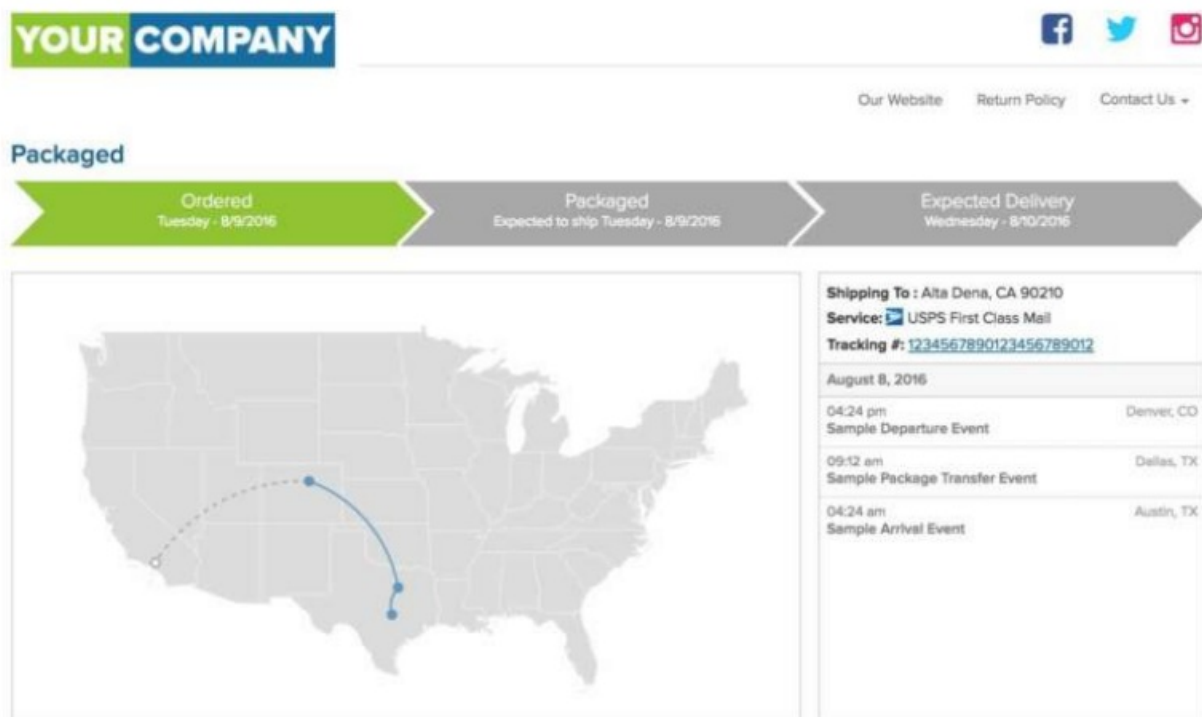 YOUR COMPANY
Our Website Return Policy Contact Us
Packaged
Ordered
Tuesday - 8/9/2016
Packaged
Expected to ship Tuesday - 8/9/2016
Expected Delivery
Wednesday - 8/10/2016
Shipping To : Alta Dena, CA 90210
Service: USPS First Class Mail
Tracking #: 1234567890123456789012
August 8, 2016
04:24 pm Denver, CO
Sample Departure Event
09:12 am Dallas, TX
Sample Package Transfer Event
04:24 am Austin, TX
Sample Arrival Event